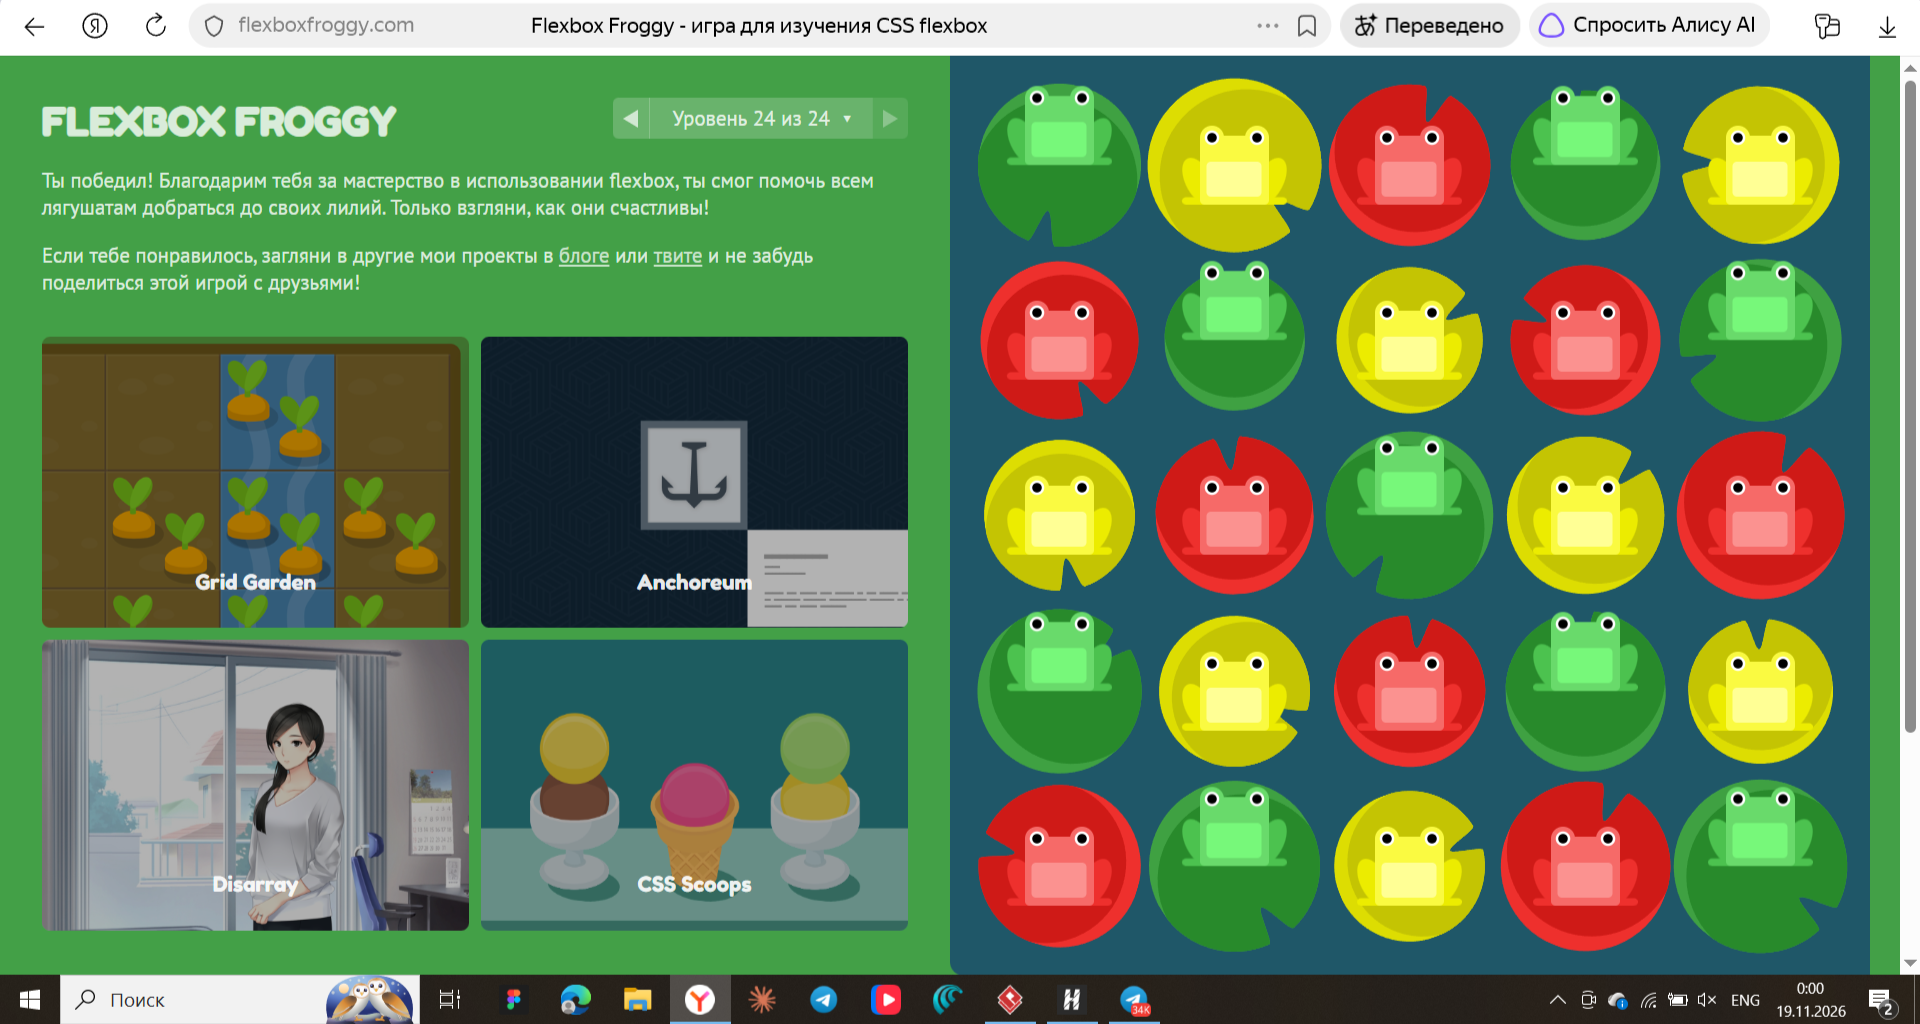 flexboxfroggy.com
Flexbox Froggy - игра для изучения CSS flexbox
Переведено
Спросить Алису AI
FLEXBOX FROGGY
Уровень 24 из 24
Ты победил! Благодарим тебя за мастерство в использовании flexbox, ты смог помочь всем
лягушатам добраться до своих лилий. Только взгляни, как они счастливы!
Если тебе понравилось, загляни в другие мои проекты в блоге или твите и не забудь
поделиться этой игрой с друзьями!
Grid Garden
Anchoreum
Disarray
CSS Scoops
Поиск
34K
ENG
0:00
19.11.2026
2